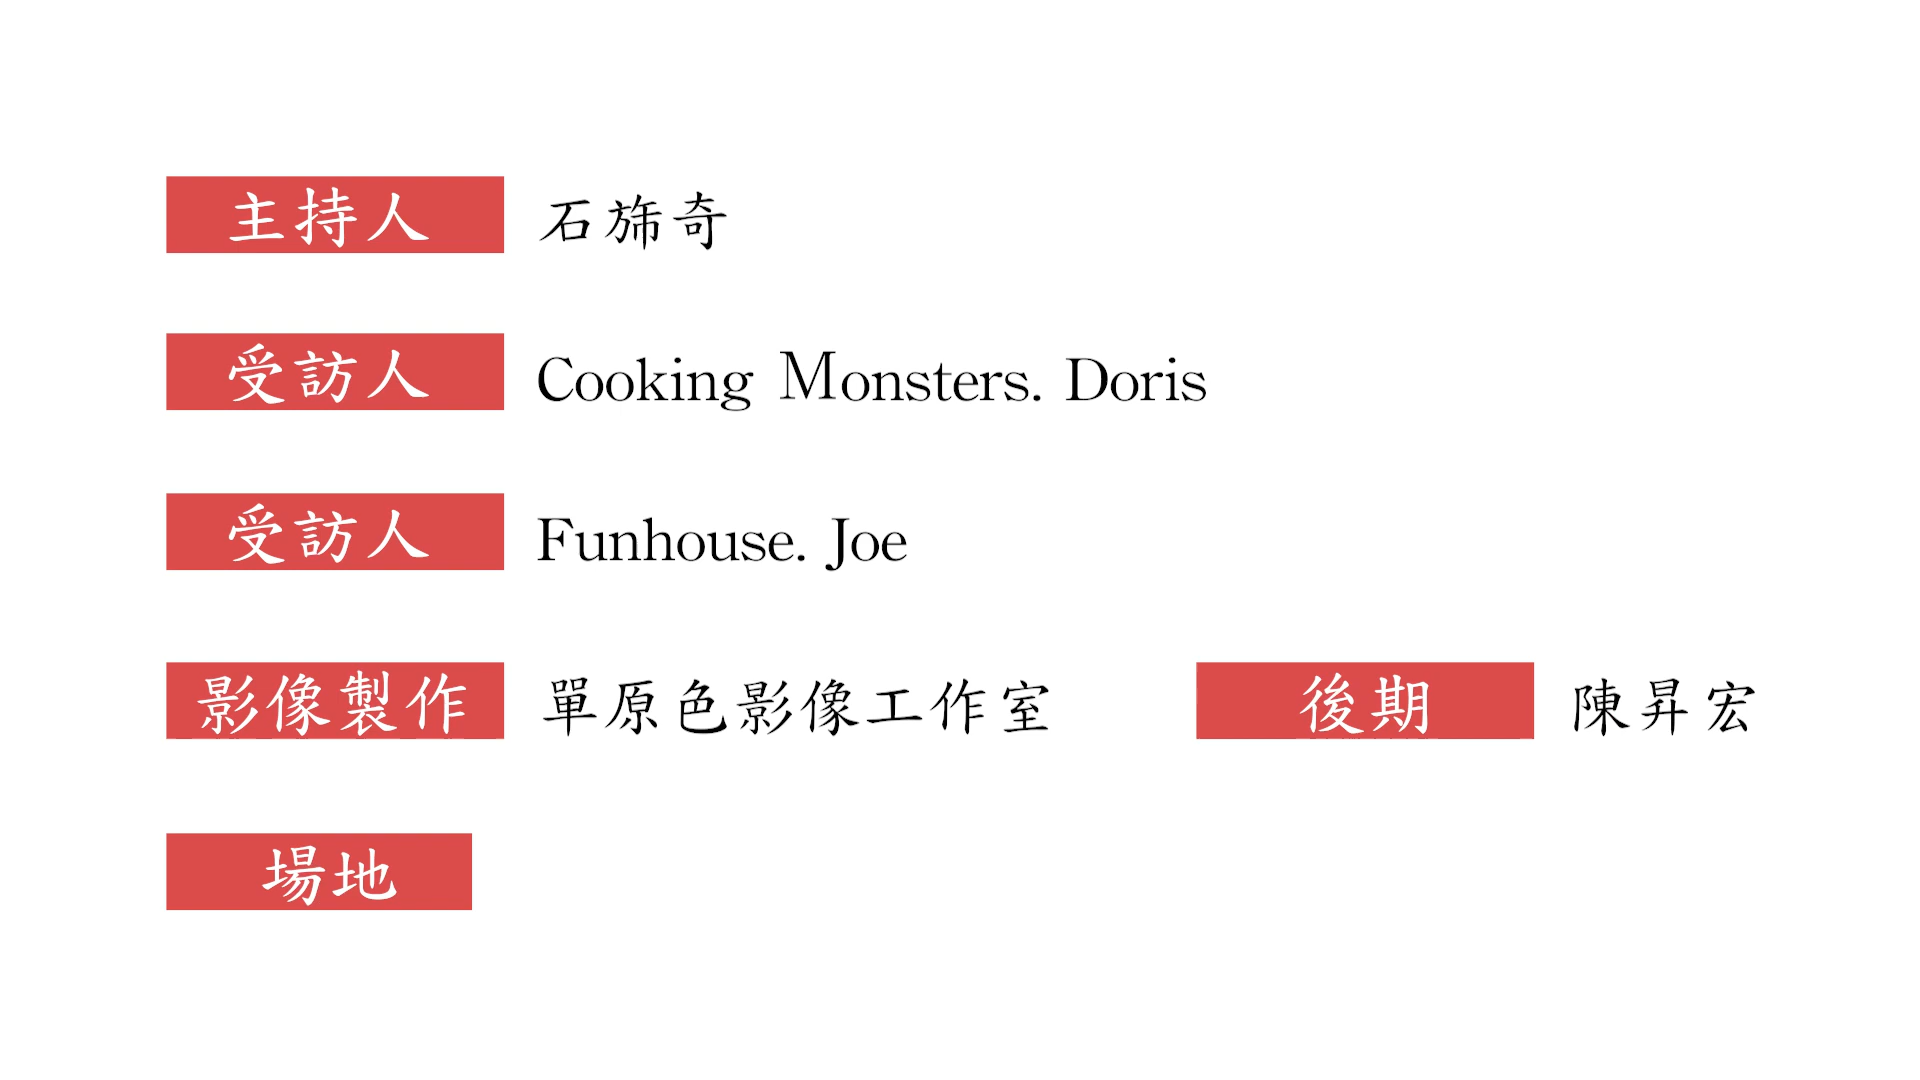 主持人 石旆奇
受訪人 Cooking Monsters. Doris
受訪人 Funhouse. Joe
影像製作 單原色影像工作室 後期 陳昇宏
場地